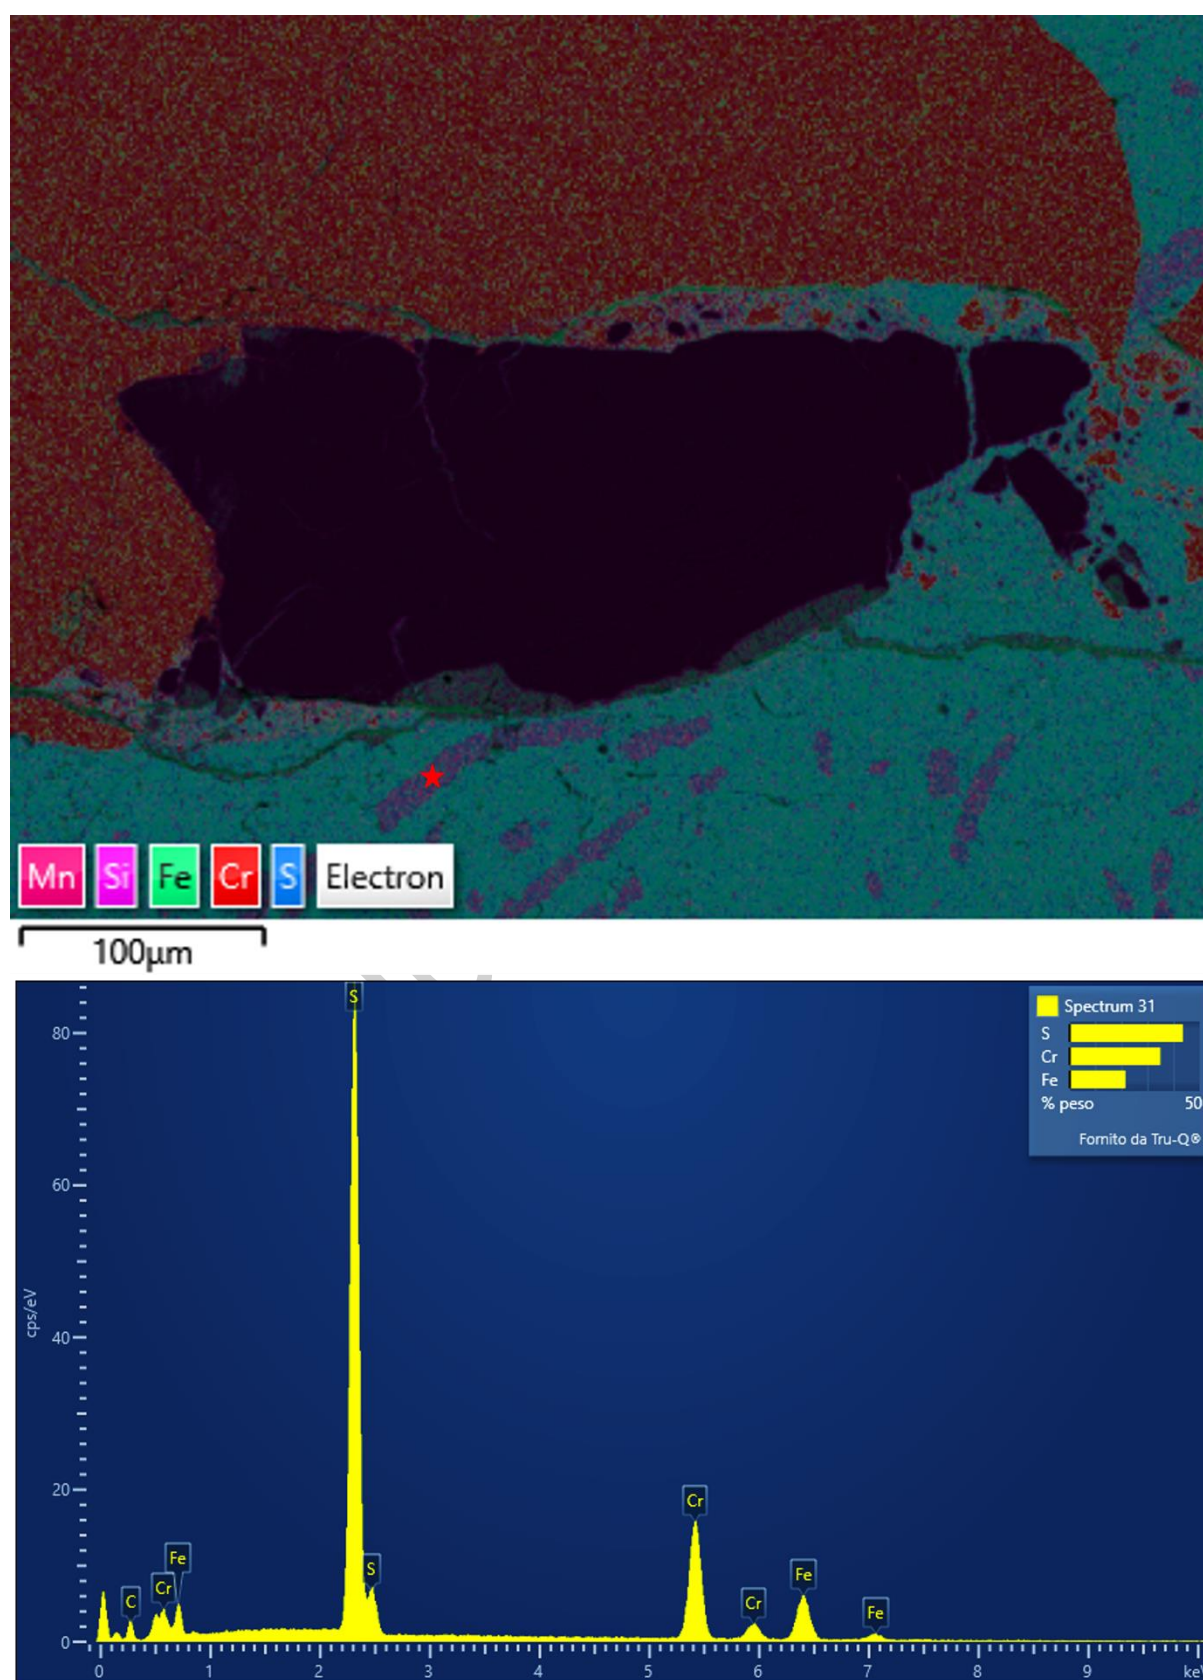 Mn Si Fe Cr S Electron
100μm
S
Spectrum 31
S
Cr
Fe
% peso 50
Fornito da Tru-Q®
80
60
cps/eV
40
20
Cr
Fe
S
Fe
Cr
C
Cr
Fe
0
0 1 2 3 4 5 6 7 8 9